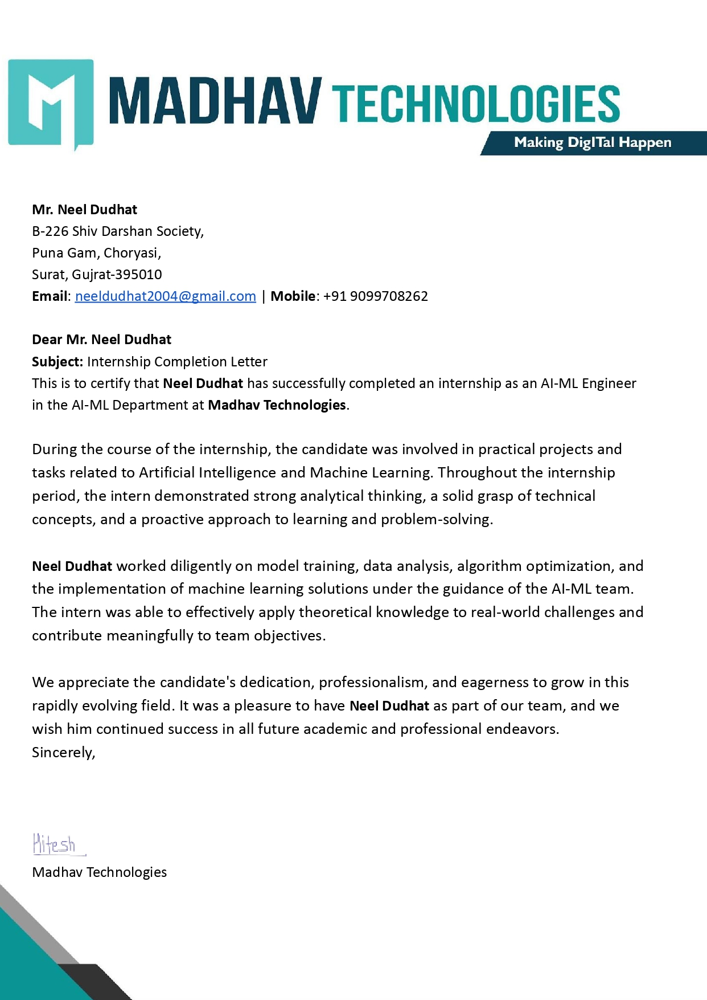 MADHAV TECHNOLOGIES
Making DigITal Happen
Mr. Neel Dudhat
B-226 Shiv Darshan Society,
Puna Gam, Choryasi,
Surat, Gujrat-395010
Email: neeldudhat2004@gmail.com | Mobile: +91 9099708262
Dear Mr. Neel Dudhat
Subject: Internship Completion Letter
This is to certify that Neel Dudhat has successfully completed an internship as an AI-ML Engineer
in the AI-ML Department at Madhav Technologies.
During the course of the internship, the candidate was involved in practical projects and
tasks related to Artificial Intelligence and Machine Learning. Throughout the internship
period, the intern demonstrated strong analytical thinking, a solid grasp of technical
concepts, and a proactive approach to learning and problem-solving.
Neel Dudhat worked diligently on model training, data analysis, algorithm optimization, and
the implementation of machine learning solutions under the guidance of the AI-ML team.
The intern was able to effectively apply theoretical knowledge to real-world challenges and
contribute meaningfully to team objectives.
We appreciate the candidate's dedication, professionalism, and eagerness to grow in this
rapidly evolving field. It was a pleasure to have Neel Dudhat as part of our team, and we
wish him continued success in all future academic and professional endeavors.
Sincerely,
Hitesh
Madhav Technologies